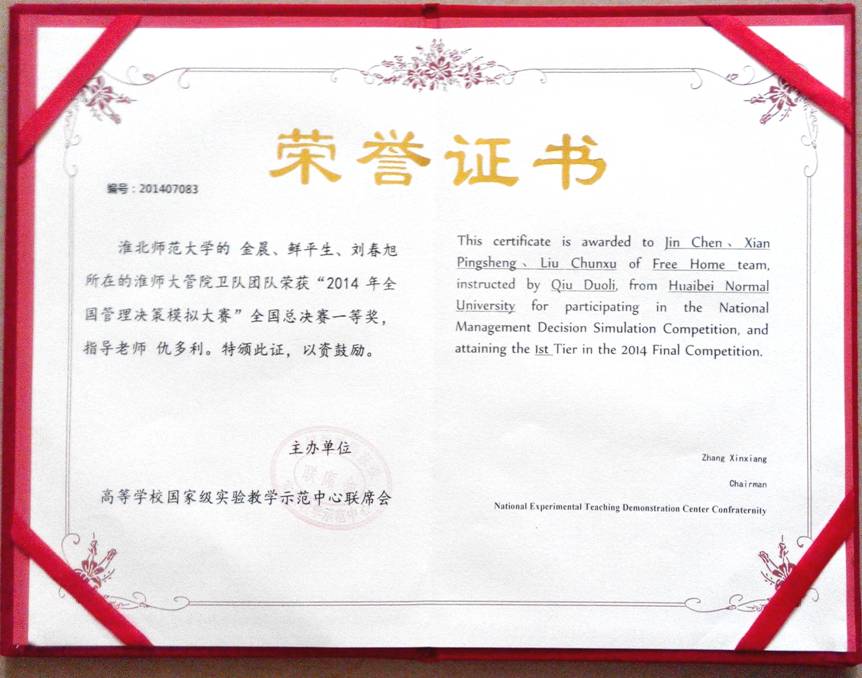 荣誉证书
编号：201407083
淮北师范大学的 金晨、鲜平生、刘春旭
所在的淮师大管院卫队团队荣获“2014 年全
国管理决策模拟大赛”全国总决赛一等奖，
指导老师 仇多利。特颁此证，以资鼓励。
主办单位
高等学校国家级实验教学示范中心联席会
This certificate is awarded to Jin Chen、Xian
Pingsheng、Liu Chunxu of Free Home team,
instructed by Qiu Duoli, from Huaibei Normal
University for participating in the National
Management Decision Simulation Competition, and
attaining the 1st Tier in the 2014 Final Competition.
Zhang Xinxiang
Chairman
National Experimental Teaching Demonstration Center Confraternity